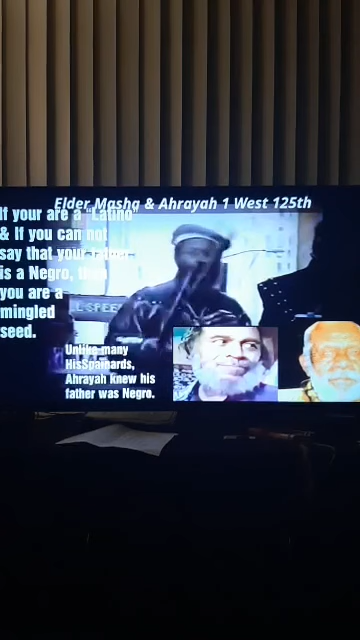 Elder Masha & Ahrayah 1 West 125th
If your are a "Latino"
& If you can not
say that your father
is a Negro, then
you are a
mingled
seed.
Unlike many
HisSpainards,
Ahrayah knew his
father was Negro.